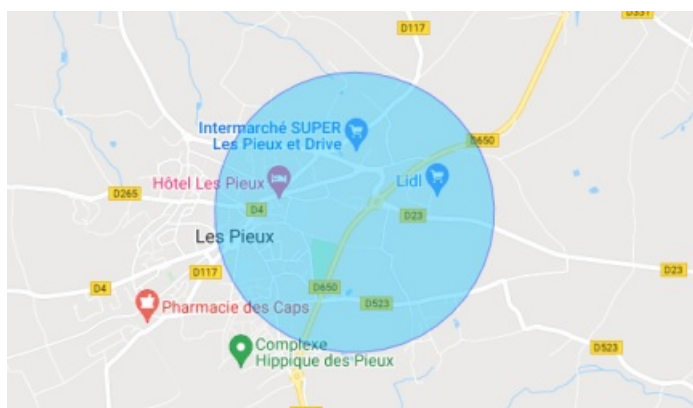 D331
D117
Intermarché SUPER
Les Pieux et Drive
D650
Hôtel Les Pieux
Lidl
D265
D4
D23
Les Pieux
D117
D23
D4
D650
D523
Pharmacie des Caps
Complexe
Hippique des Pieux
D523